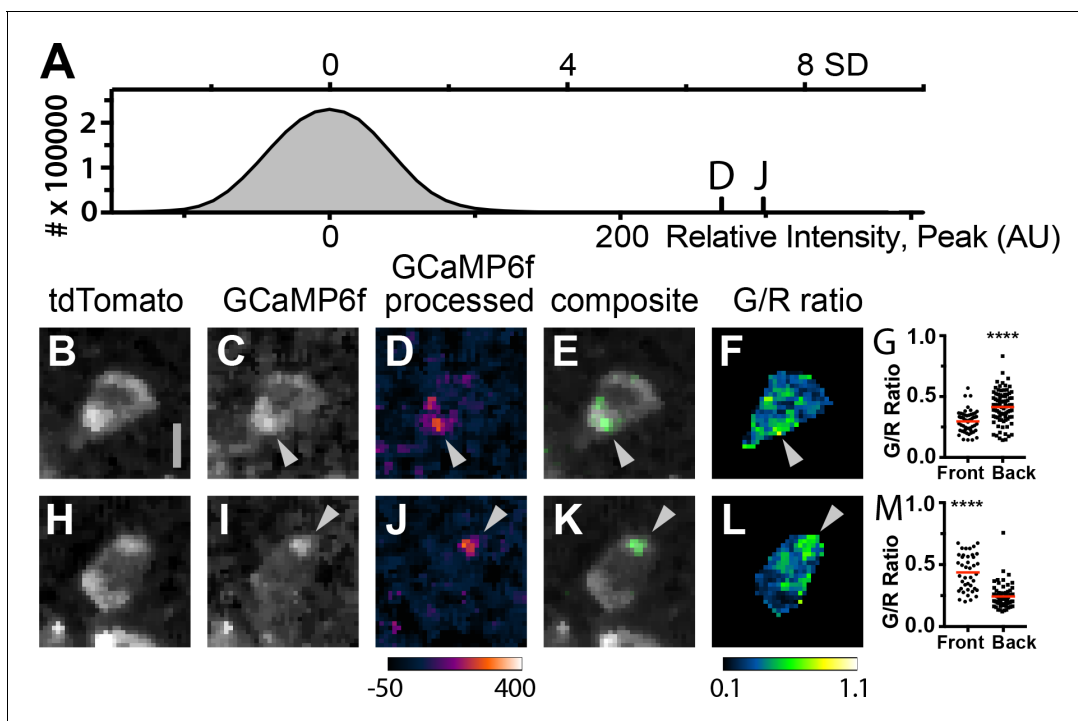 A
0 4 8 SD
# x 100000
2
1
0
D J
0 200 Relative Intensity, Peak (AU)
tdTomato GCaMP6f GCaMP6f processed composite G/R ratio
B C D E F G
G/R Ratio
1.0
0.5
0.0
****
Front Back
H I J K L M
G/R Ratio
1.0
0.5
0.0
****
Front Back
-50 400
0.1 1.1